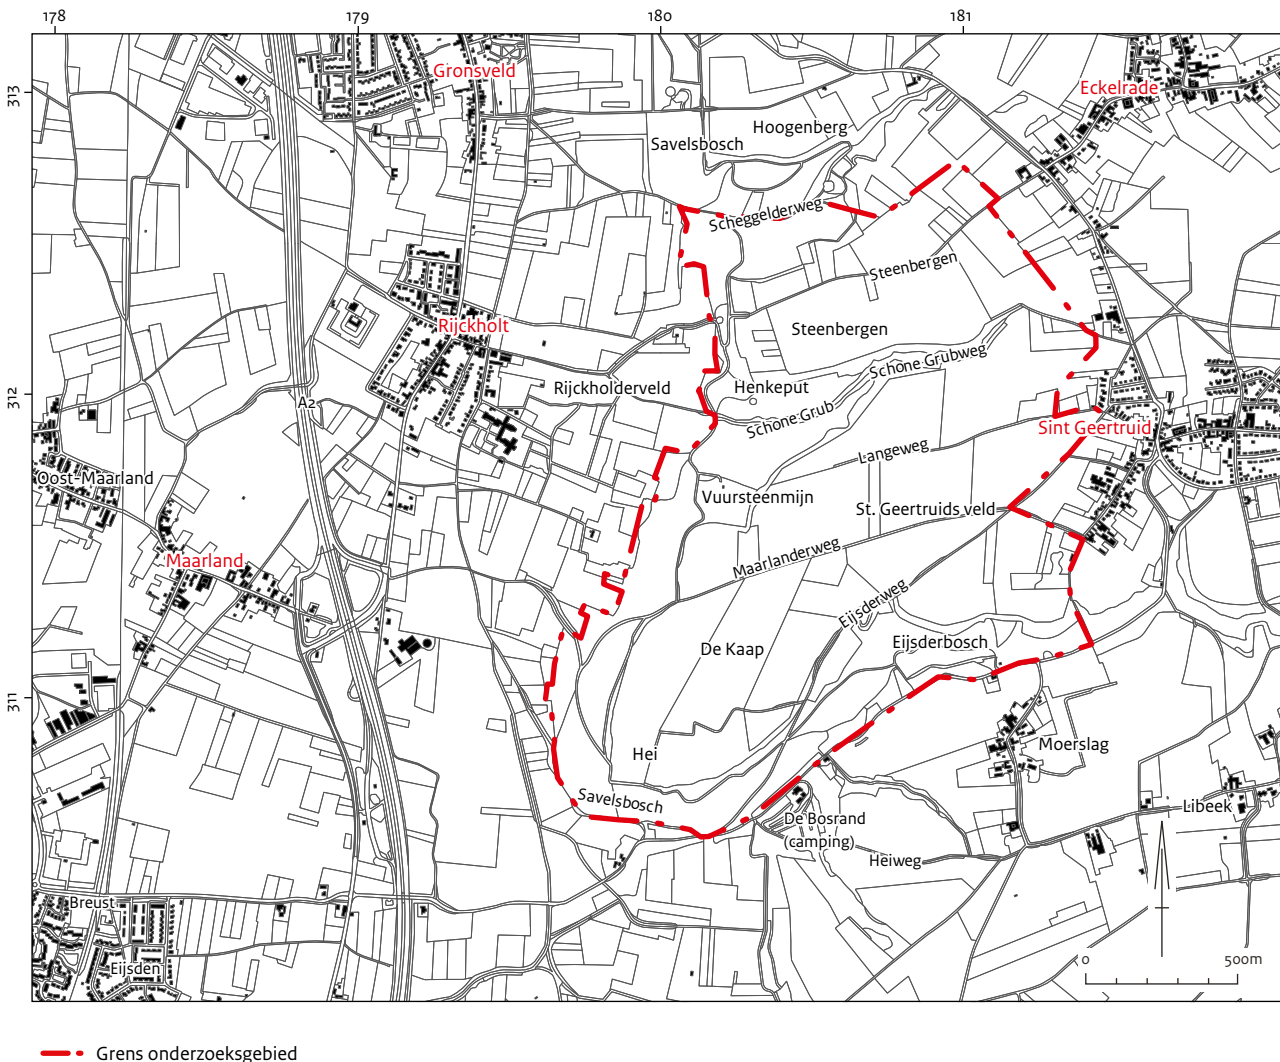 178
179
180
181
313
312
311
Gronsveld
Eckelrade
Hoogenberg
Savelsbosch
Scheggelderweg
Steenbergen
Rijckholt
Steenbergen
Schone Grubweg
Rijckholderveld
Henkeput
A2
Schone Grub
Sint Geertruid
Langeweg
Oost-Maarland
Vuursteenmijn
St. Geertruids veld
Maarland
Maarlanderweg
Eijsderweg
De Kaap
Eijsderbosch
Hei
Moerslag
Savelsbosch
Libeek
De Bosrand
(camping)
Heiweg
Breust
Eijsden
0
500m
Grens onderzoeksgebied